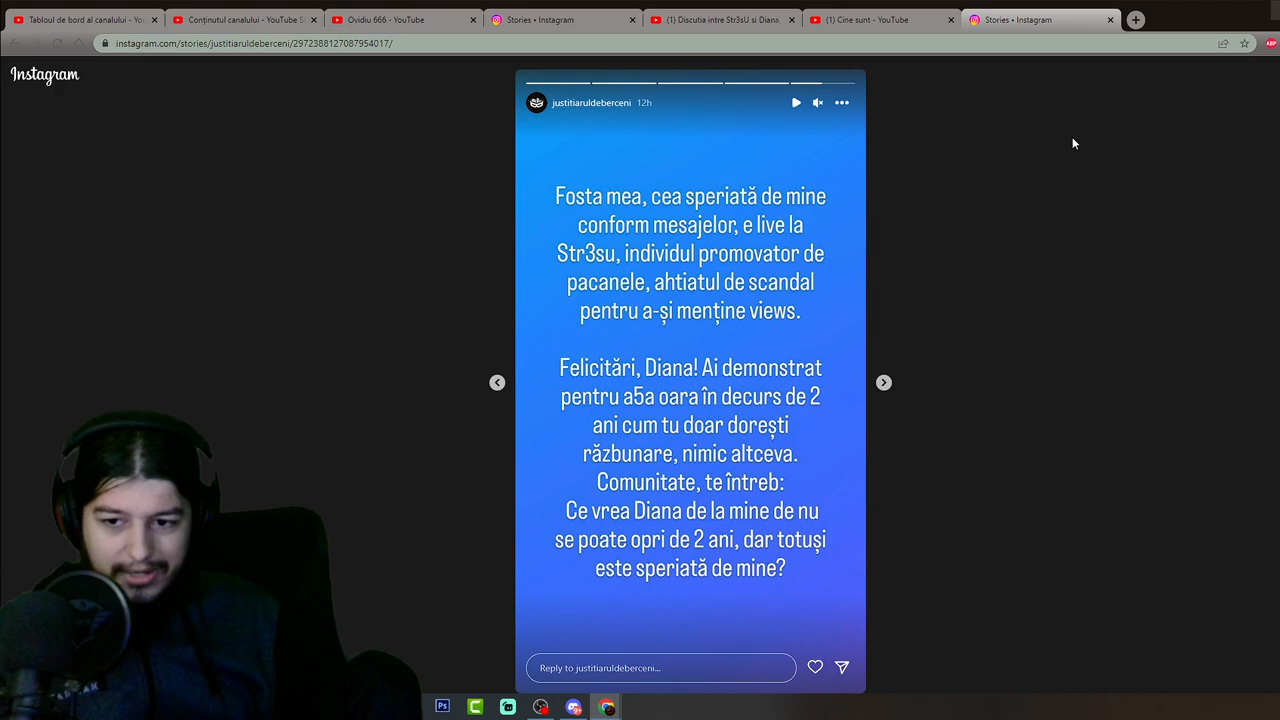 Tabloul de bord al canalului - Yo
Conținutul canalului - YouTube S
Ovidiu 666 - YouTube
Stories • Instagram
(1) Discutia intre Str3sU si Diana,
(1) Cine sunt - YouTube
Stories • Instagram
instagram.com/stories/justitiaruldeberceni/2972388127087954017/
ABP
Instagram
justitiaruldeberceni 12h
Fosta mea, cea speriată de mine
conform mesajelor, e live la
Str3su, individul promovator de
pacanele, ahtiatul de scandal
pentru a-și menține views.
Felicitări, Diana! Ai demonstrat
pentru a5a oara în decurs de 2
ani cum tu doar dorești
răzbunare, nimic altceva.
Comunitate, te întreb:
Ce vrea Diana de la mine de nu
se poate opri de 2 ani, dar totuși
este speriată de mine?
Reply to justitiaruldeberceni...
Ps